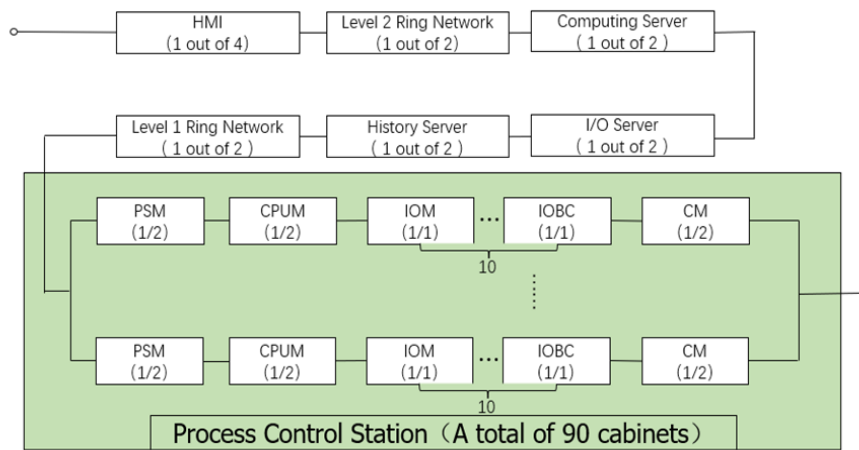 HMI
(1 out of 4)
Level 2 Ring Network
(1 out of 2)
Computing Server
( 1 out of 2 )
Level 1 Ring Network
( 1 out of 2 )
History Server
( 1 out of 2 )
I/O Server
( 1 out of 2 )
PSM
(1/2)
CPUM
(1/2)
IOM
(1/1)
...
IOBC
(1/1)
CM
(1/2)
10
PSM
(1/2)
CPUM
(1/2)
IOM
(1/1)
...
IOBC
(1/1)
CM
(1/2)
10
Process Control Station（A total of 90 cabinets）